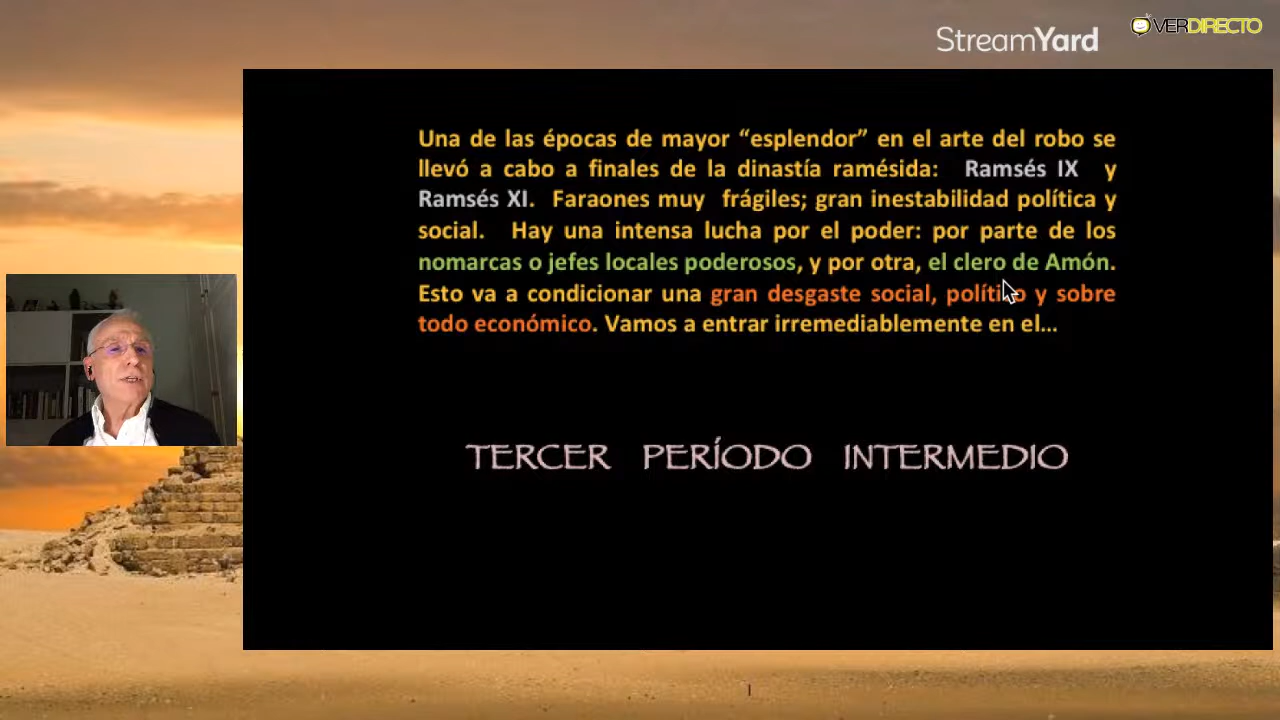 StreamYard
VERDIRECTO
Una de las épocas de mayor “esplendor” en el arte del robo se
llevó a cabo a finales de la dinastía ramésida: Ramsés IX y
Ramsés XI. Faraones muy frágiles; gran inestabilidad política y
social. Hay una intensa lucha por el poder: por parte de los
nomarcas o jefes locales poderosos, y por otra, el clero de Amón.
Esto va a condicionar una gran desgaste social, político y sobre
todo económico. Vamos a entrar irremediablemente en el...
TERCER PERÍODO INTERMEDIO